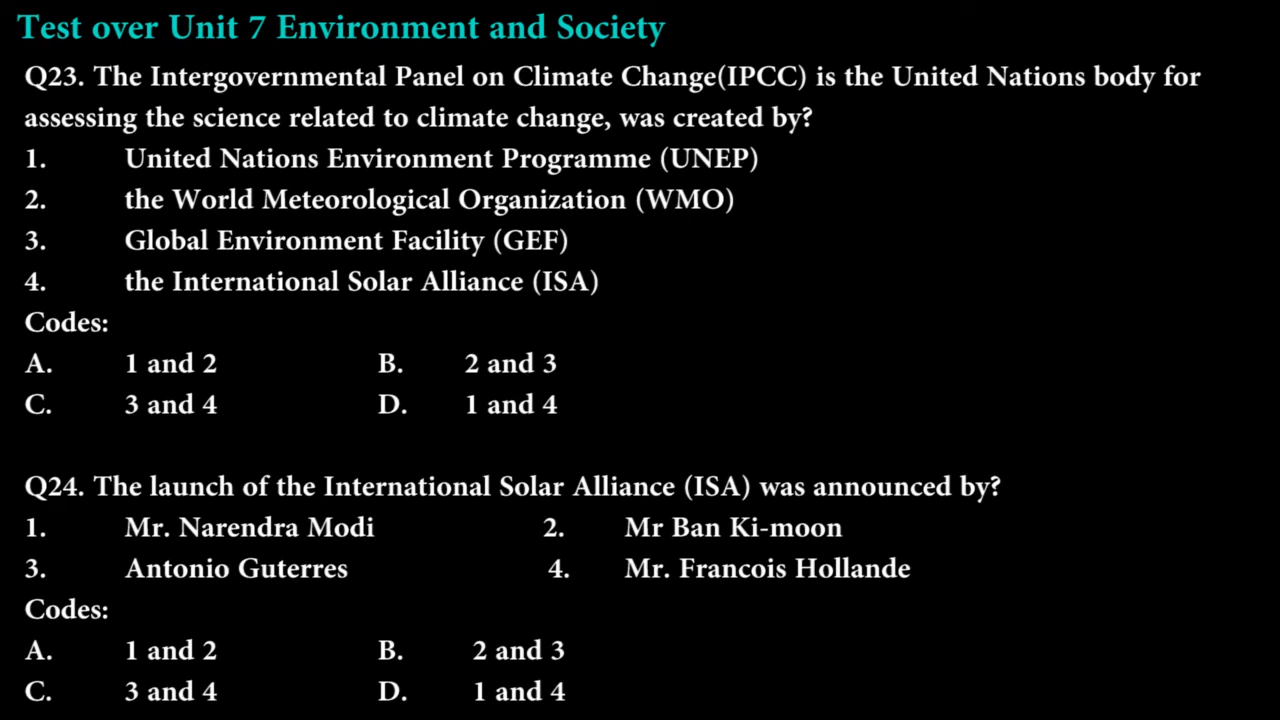 Test over Unit 7 Environment and Society
Q23. The Intergovernmental Panel on Climate Change(IPCC) is the United Nations body for
assessing the science related to climate change, was created by?
1. United Nations Environment Programme (UNEP)
2. the World Meteorological Organization (WMO)
3. Global Environment Facility (GEF)
4. the International Solar Alliance (ISA)
Codes:
A. 1 and 2 B. 2 and 3
C. 3 and 4 D. 1 and 4
Q24. The launch of the International Solar Alliance (ISA) was announced by?
1. Mr. Narendra Modi 2. Mr Ban Ki-moon
3. Antonio Guterres 4. Mr. Francois Hollande
Codes:
A. 1 and 2 B. 2 and 3
C. 3 and 4 D. 1 and 4